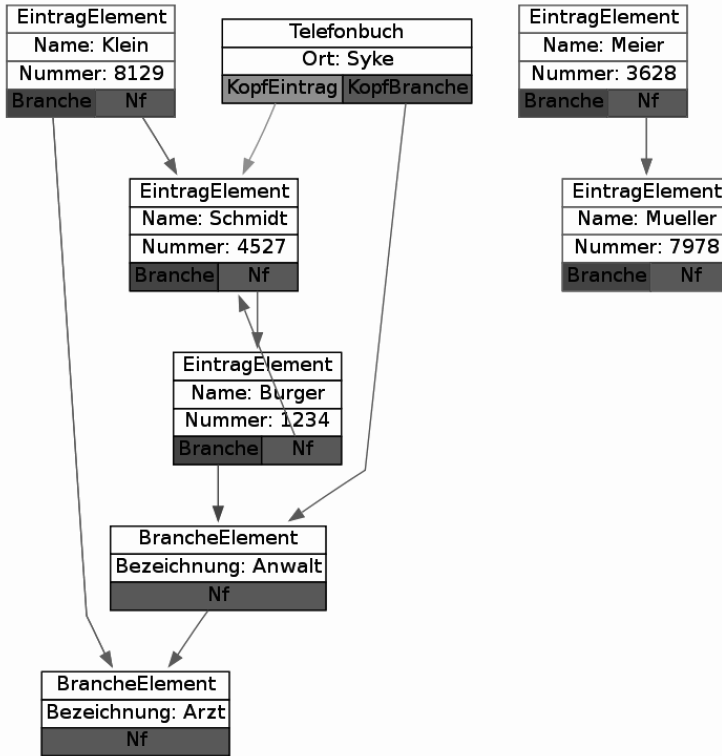 EintragElement
Name: Klein
Nummer: 8129
Branche Nf
Telefonbuch
Ort: Syke
KopfEintrag KopfBranche
EintragElement
Name: Meier
Nummer: 3628
Branche Nf
EintragElement
Name: Schmidt
Nummer: 4527
Branche Nf
EintragElement
Name: Mueller
Nummer: 7978
Branche Nf
EintragElement
Name: Burger
Nummer: 1234
Branche Nf
BrancheElement
Bezeichnung: Anwalt
Nf
BrancheElement
Bezeichnung: Arzt
Nf